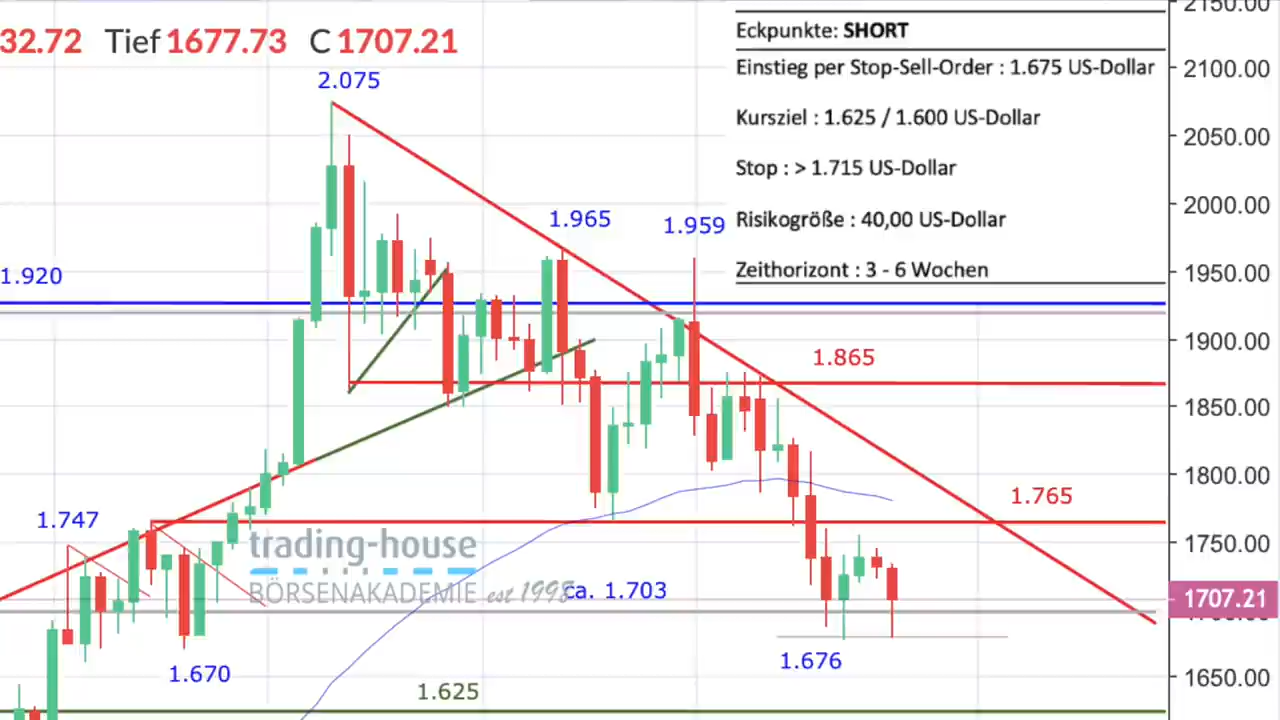 32.72 Tief 1677.73 C 1707.21
Eckpunkte: SHORT
Einstieg per Stop-Sell-Order : 1.675 US-Dollar
Kursziel : 1.625 / 1.600 US-Dollar
Stop : > 1.715 US-Dollar
Risikogröße : 40,00 US-Dollar
Zeithorizont : 3 - 6 Wochen
2.075
1.965
1.959
1.920
1.865
1.765
1.747
trading-house
BÖRSENAKADEMIE est 1998
ca. 1.703
1.676
1.670
1.625
2150.00
2100.00
2050.00
2000.00
1950.00
1900.00
1850.00
1800.00
1750.00
1707.21
1650.00